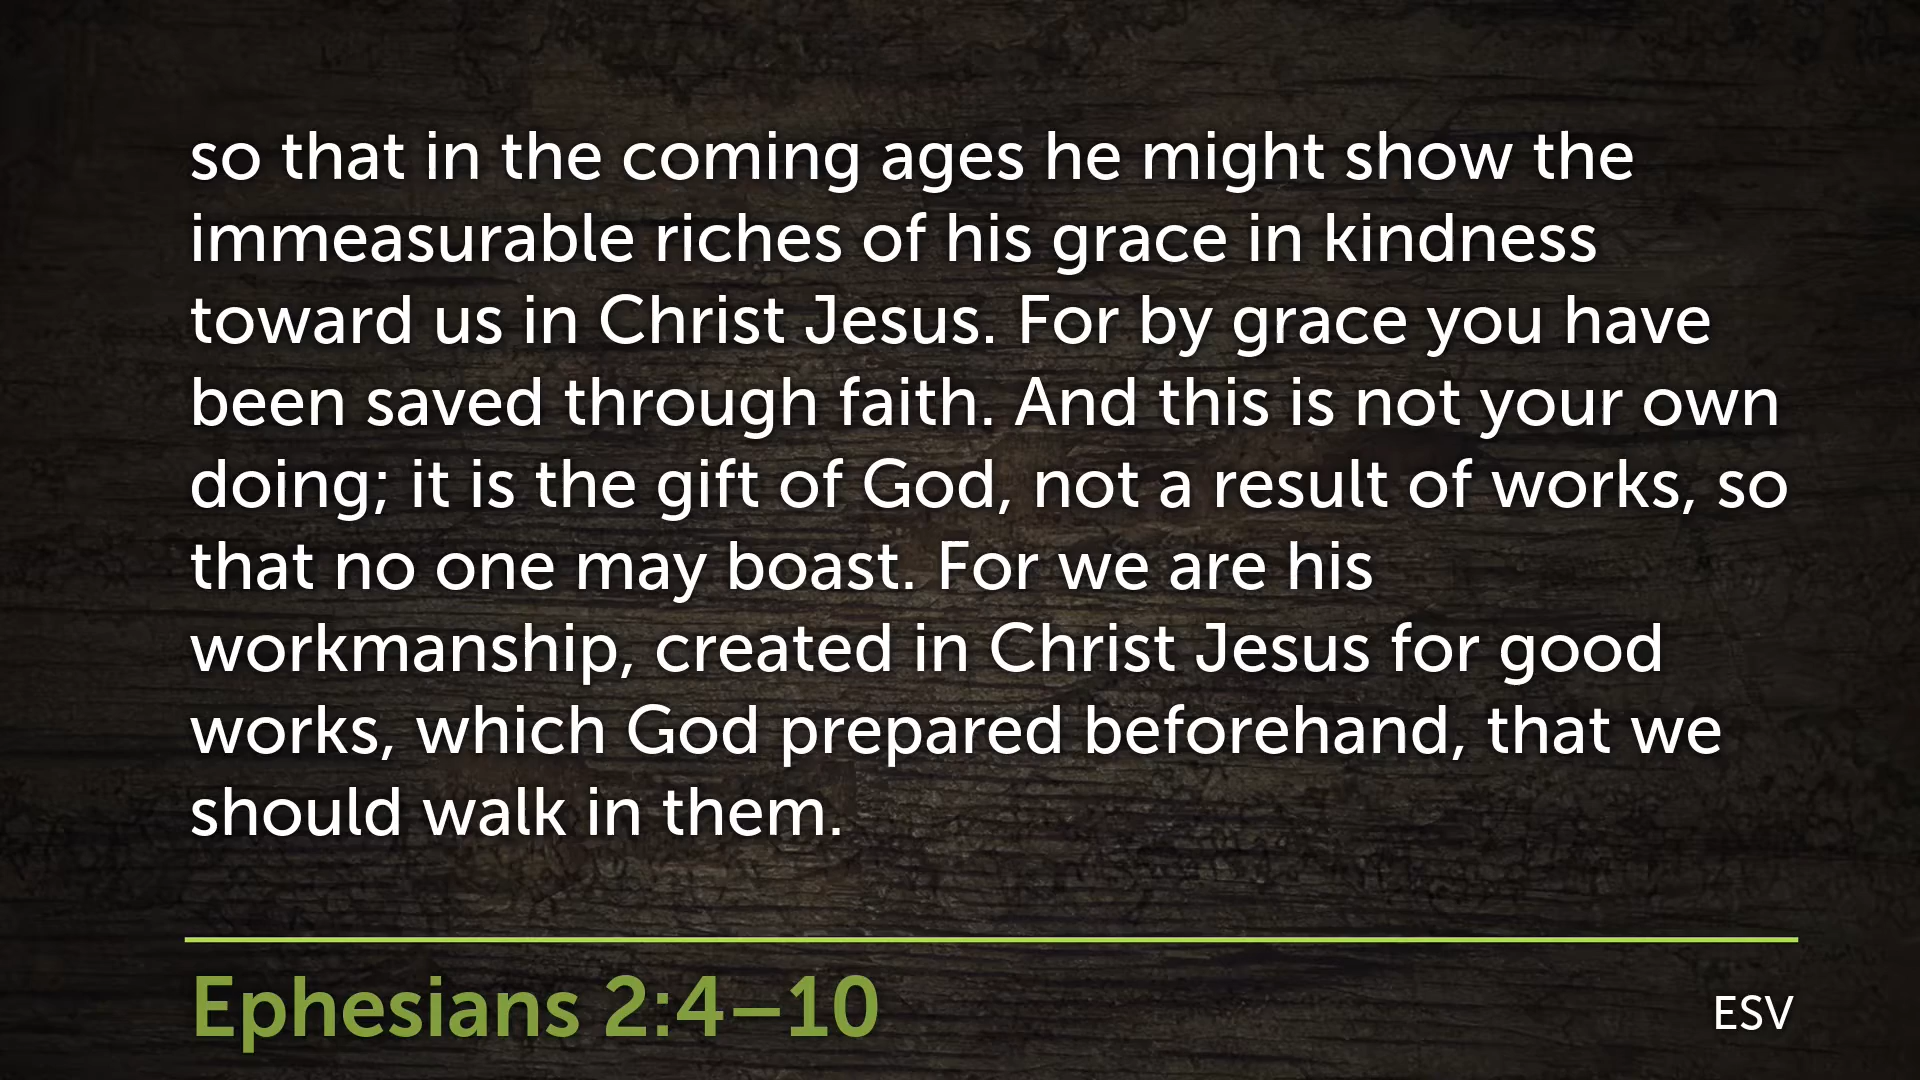 so that in the coming ages he might show the
immeasurable riches of his grace in kindness
toward us in Christ Jesus. For by grace you have
been saved through faith. And this is not your own
doing; it is the gift of God, not a result of works, so
that no one may boast. For we are his
workmanship, created in Christ Jesus for good
works, which God prepared beforehand, that we
should walk in them.
Ephesians 2:4–10
ESV